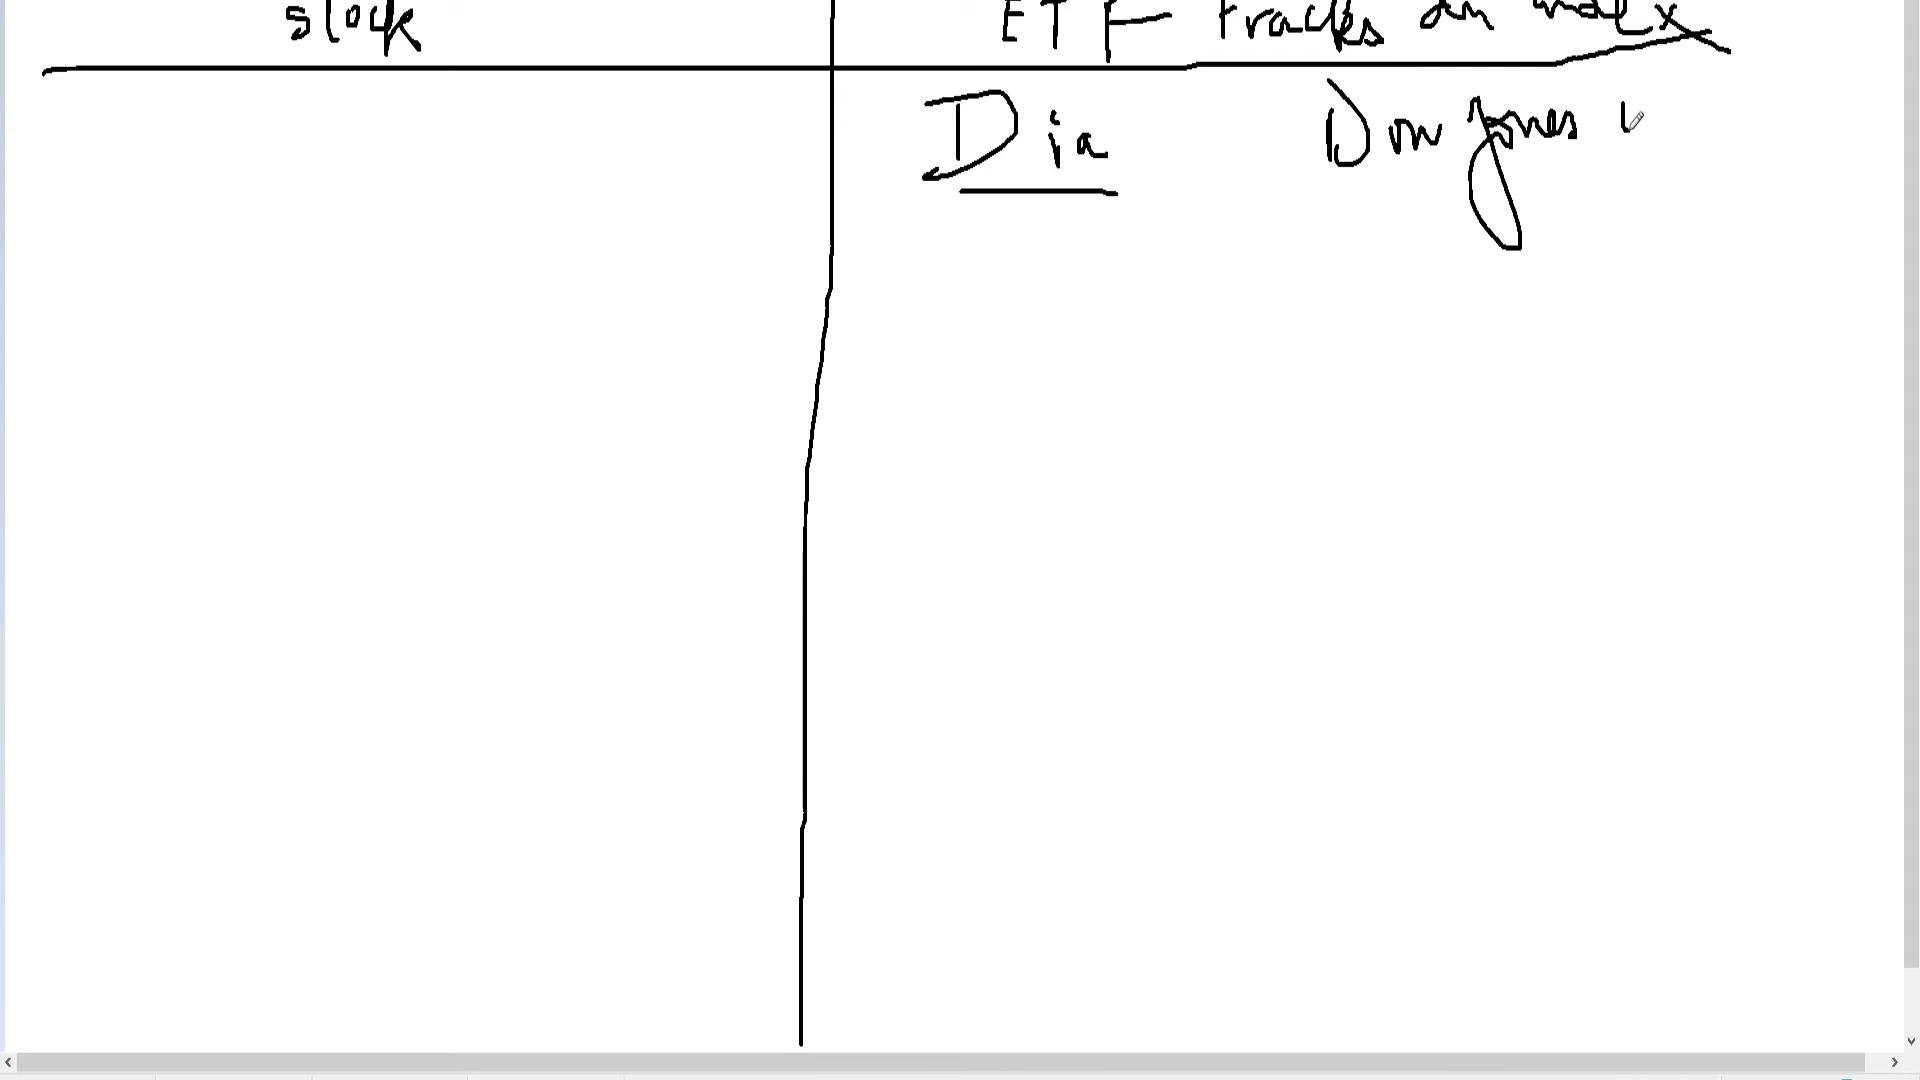 stock
ETF tracks an index
Dia Dow Jones